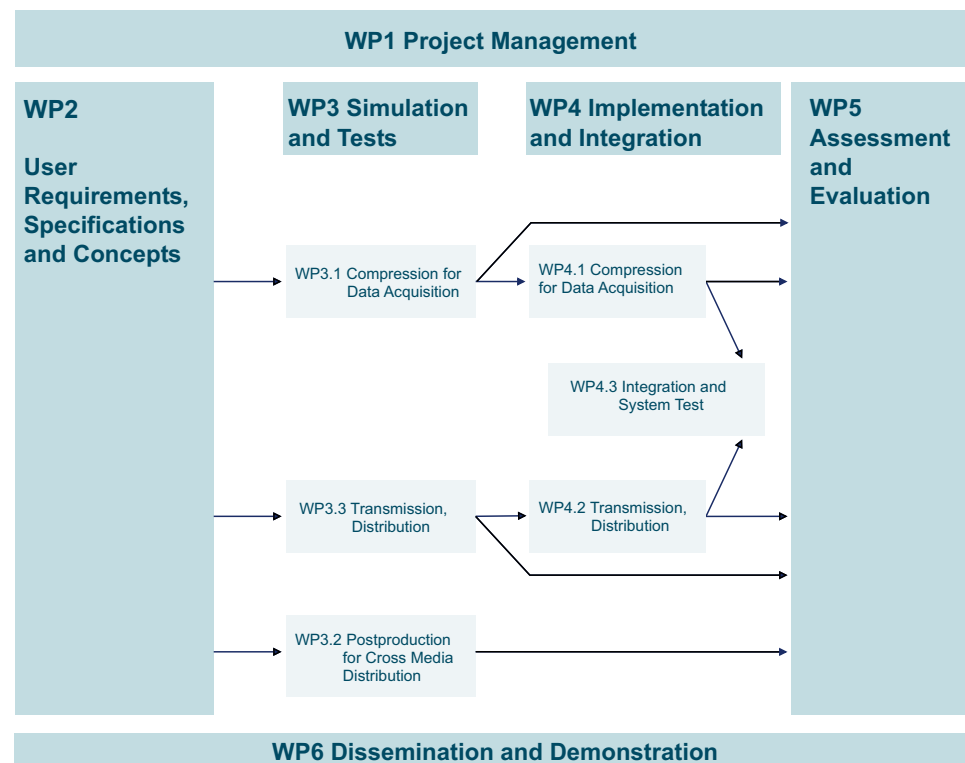 WP1 Project Management
WP2
User
Requirements,
Specifications
and Concepts
WP3 Simulation
and Tests
WP4 Implementation
and Integration
WP5
Assessment
and
Evaluation
WP3.1 Compression for
Data Acquisition
WP4.1 Compression
for Data Acquisition
WP4.3 Integration and
System Test
WP3.3 Transmission,
Distribution
WP4.2 Transmission,
Distribution
WP3.2 Postproduction
for Cross Media
Distribution
WP6 Dissemination and Demonstration